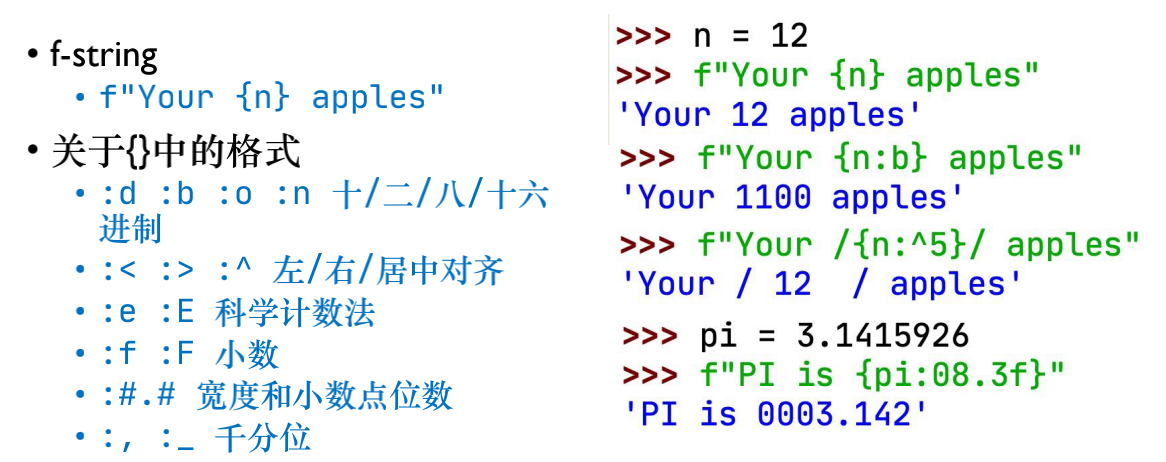 • f-string
• f"Your {n} apples"
• 关于{}中的格式
• :d :b :o :n 十/二/八/十六
进制
• :< :> :^ 左/右/居中对齐
• :e :E 科学计数法
• :f :F 小数
• :#.# 宽度和小数点位数
• :, :_ 千分位
>>> n = 12
>>> f"Your {n} apples"
'Your 12 apples'
>>> f"Your {n:b} apples"
'Your 1100 apples'
>>> f"Your /{n:^5}/ apples"
'Your / 12  / apples'
>>> pi = 3.1415926
>>> f"PI is {pi:08.3f}"
'PI is 0003.142'